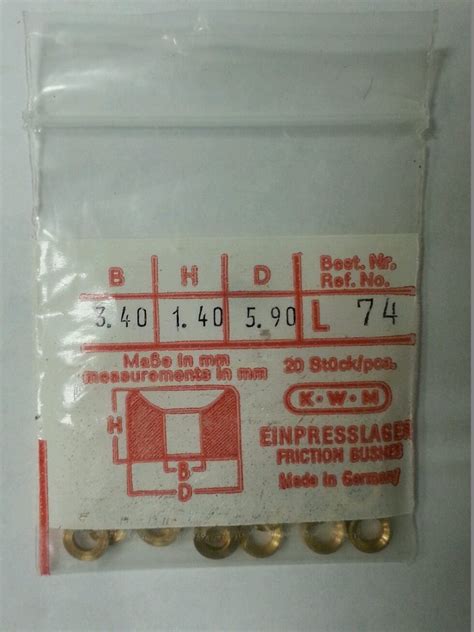 B H D Best. Nr.
Ref. No.
3.40 1.40 5.90 L 74
Maße in mm
measurements in mm
20 Stück/pcs.
K·W·M
EINPRESSLAGER
FRICTION BUSHES
Made in Germany
H
B
D